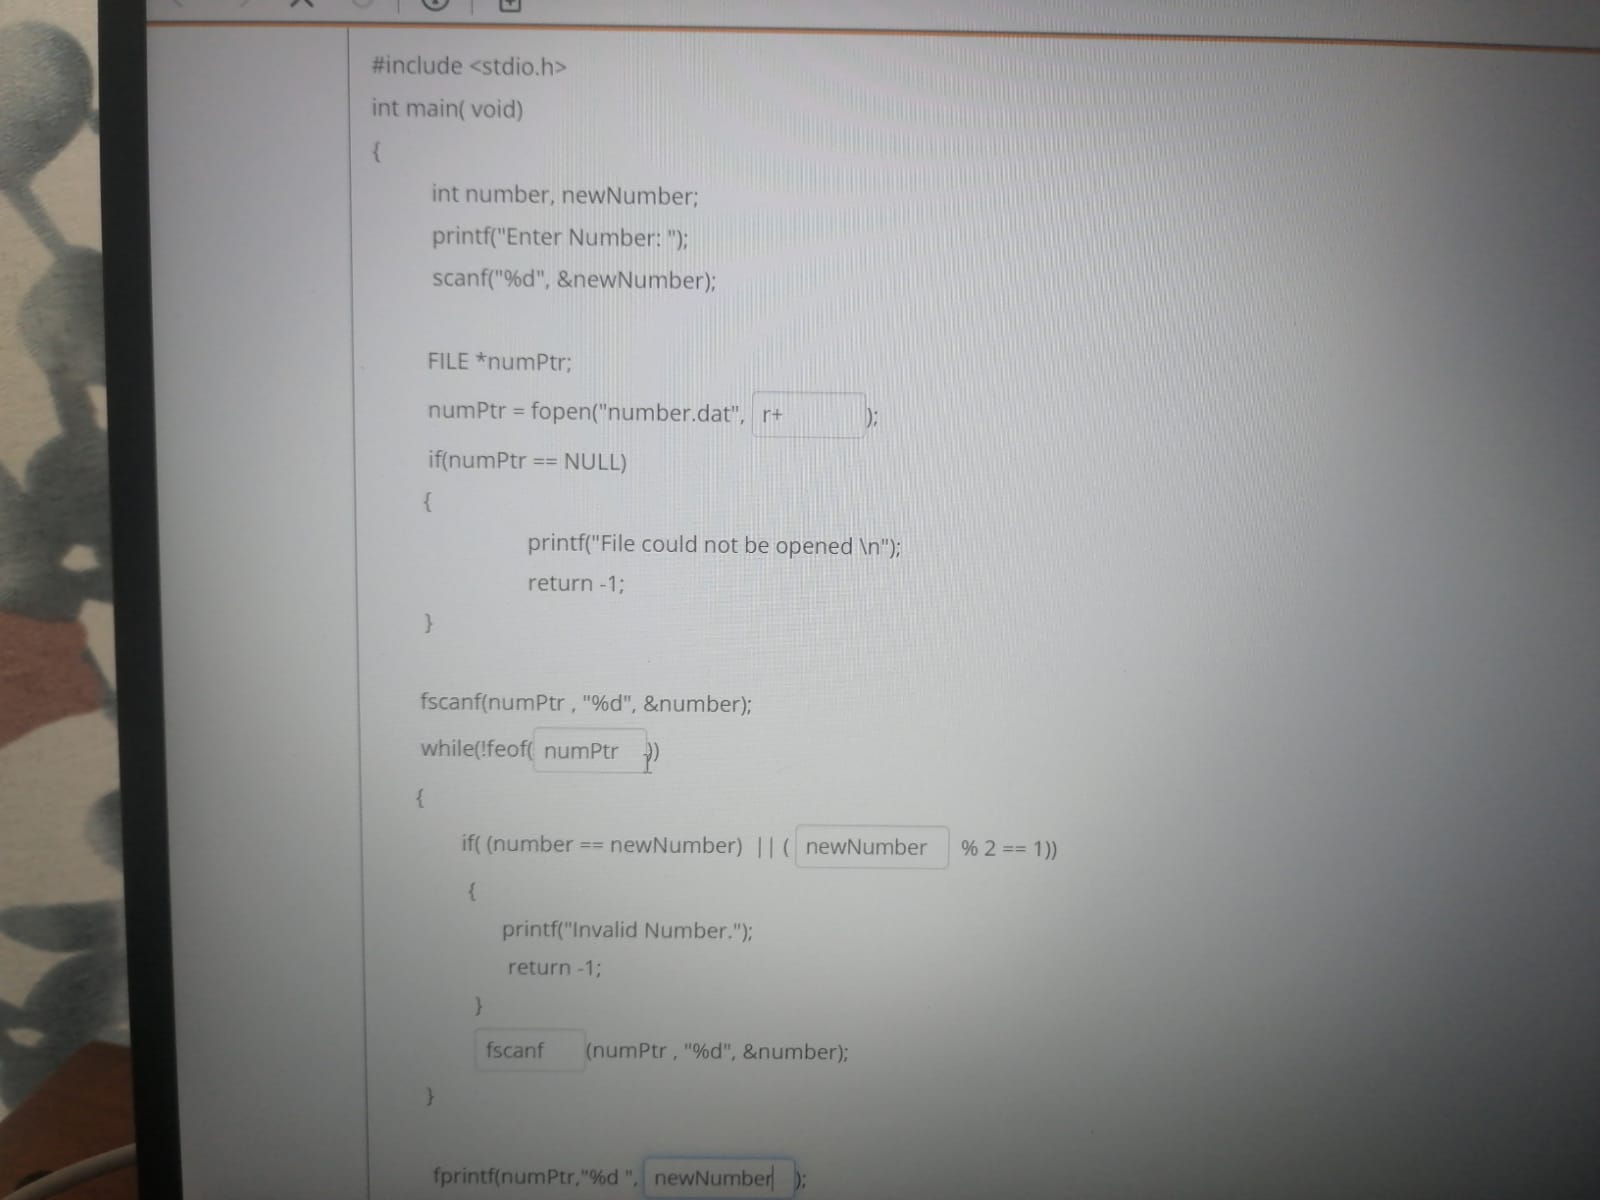 #include <stdio.h>
int main( void)
{
int number, newNumber;
printf("Enter Number: ");
scanf("%d", &newNumber);
FILE *numPtr;
numPtr = fopen("number.dat", r+ );
if(numPtr == NULL)
{
printf("File could not be opened \n");
return -1;
}
fscanf(numPtr , "%d", &number);
while(!feof( numPtr ))
{
if( (number == newNumber) || ( newNumber % 2 == 1))
{
printf("Invalid Number.");
return -1;
}
fscanf (numPtr , "%d", &number);
}
fprintf(numPtr,"%d ", newNumber );